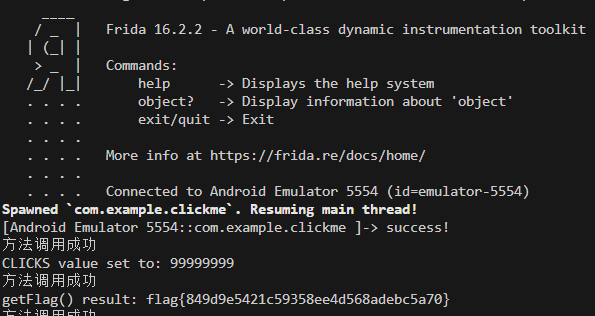 ____
   / _  |   Frida 16.2.2 - A world-class dynamic instrumentation toolkit
  | (_| |
   > _  |   Commands:
  /_/ |_|       help      -> Displays the help system
  . . . .       object?   -> Display information about 'object'
  . . . .       exit/quit -> Exit
  . . . .
  . . . .   More info at https://frida.re/docs/home/
  . . . .
  . . . .   Connected to Android Emulator 5554 (id=emulator-5554)
Spawned `com.example.clickme`. Resuming main thread!
[Android Emulator 5554::com.example.clickme ]-> success!
方法调用成功
CLICKS value set to: 99999999
方法调用成功
getFlag() result: flag{849d9e5421c59358ee4d568adebc5a70}